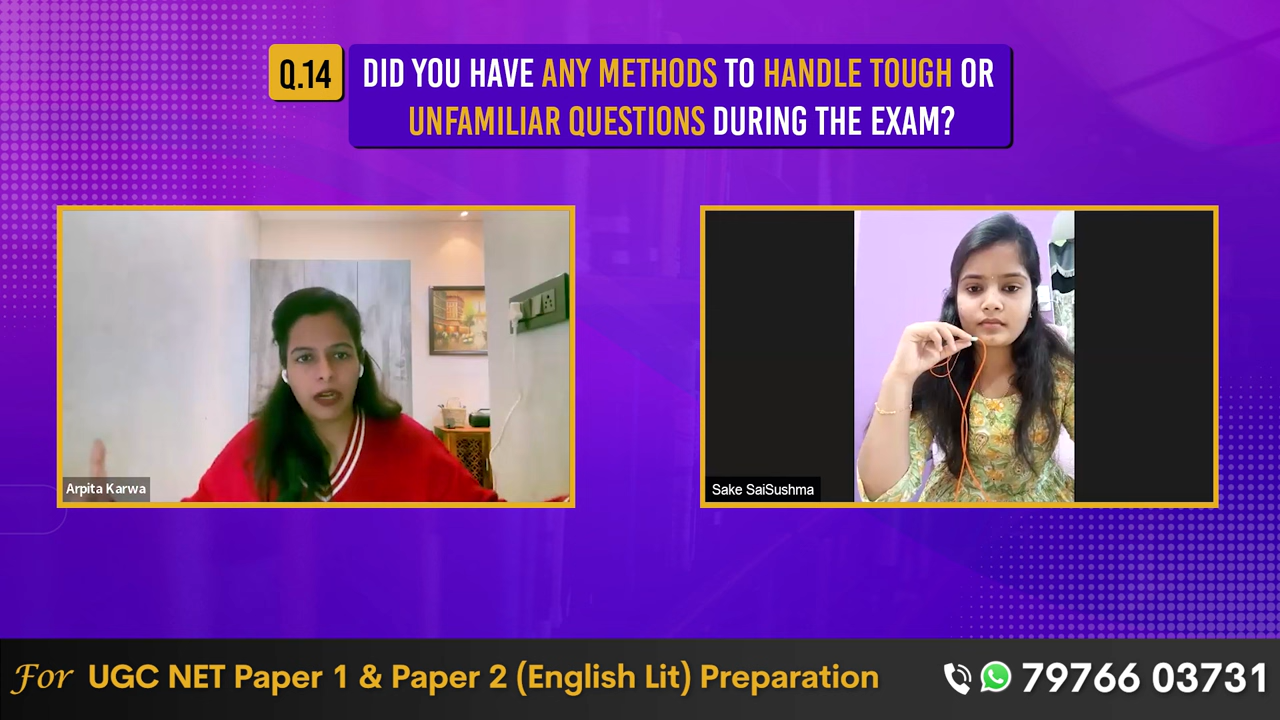 Q.14
DID YOU HAVE ANY METHODS TO HANDLE TOUGH OR
UNFAMILIAR QUESTIONS DURING THE EXAM?
Arpita Karwa
Sake SaiSushma
For UGC NET Paper 1 & Paper 2 (English Lit) Preparation
79766 03731